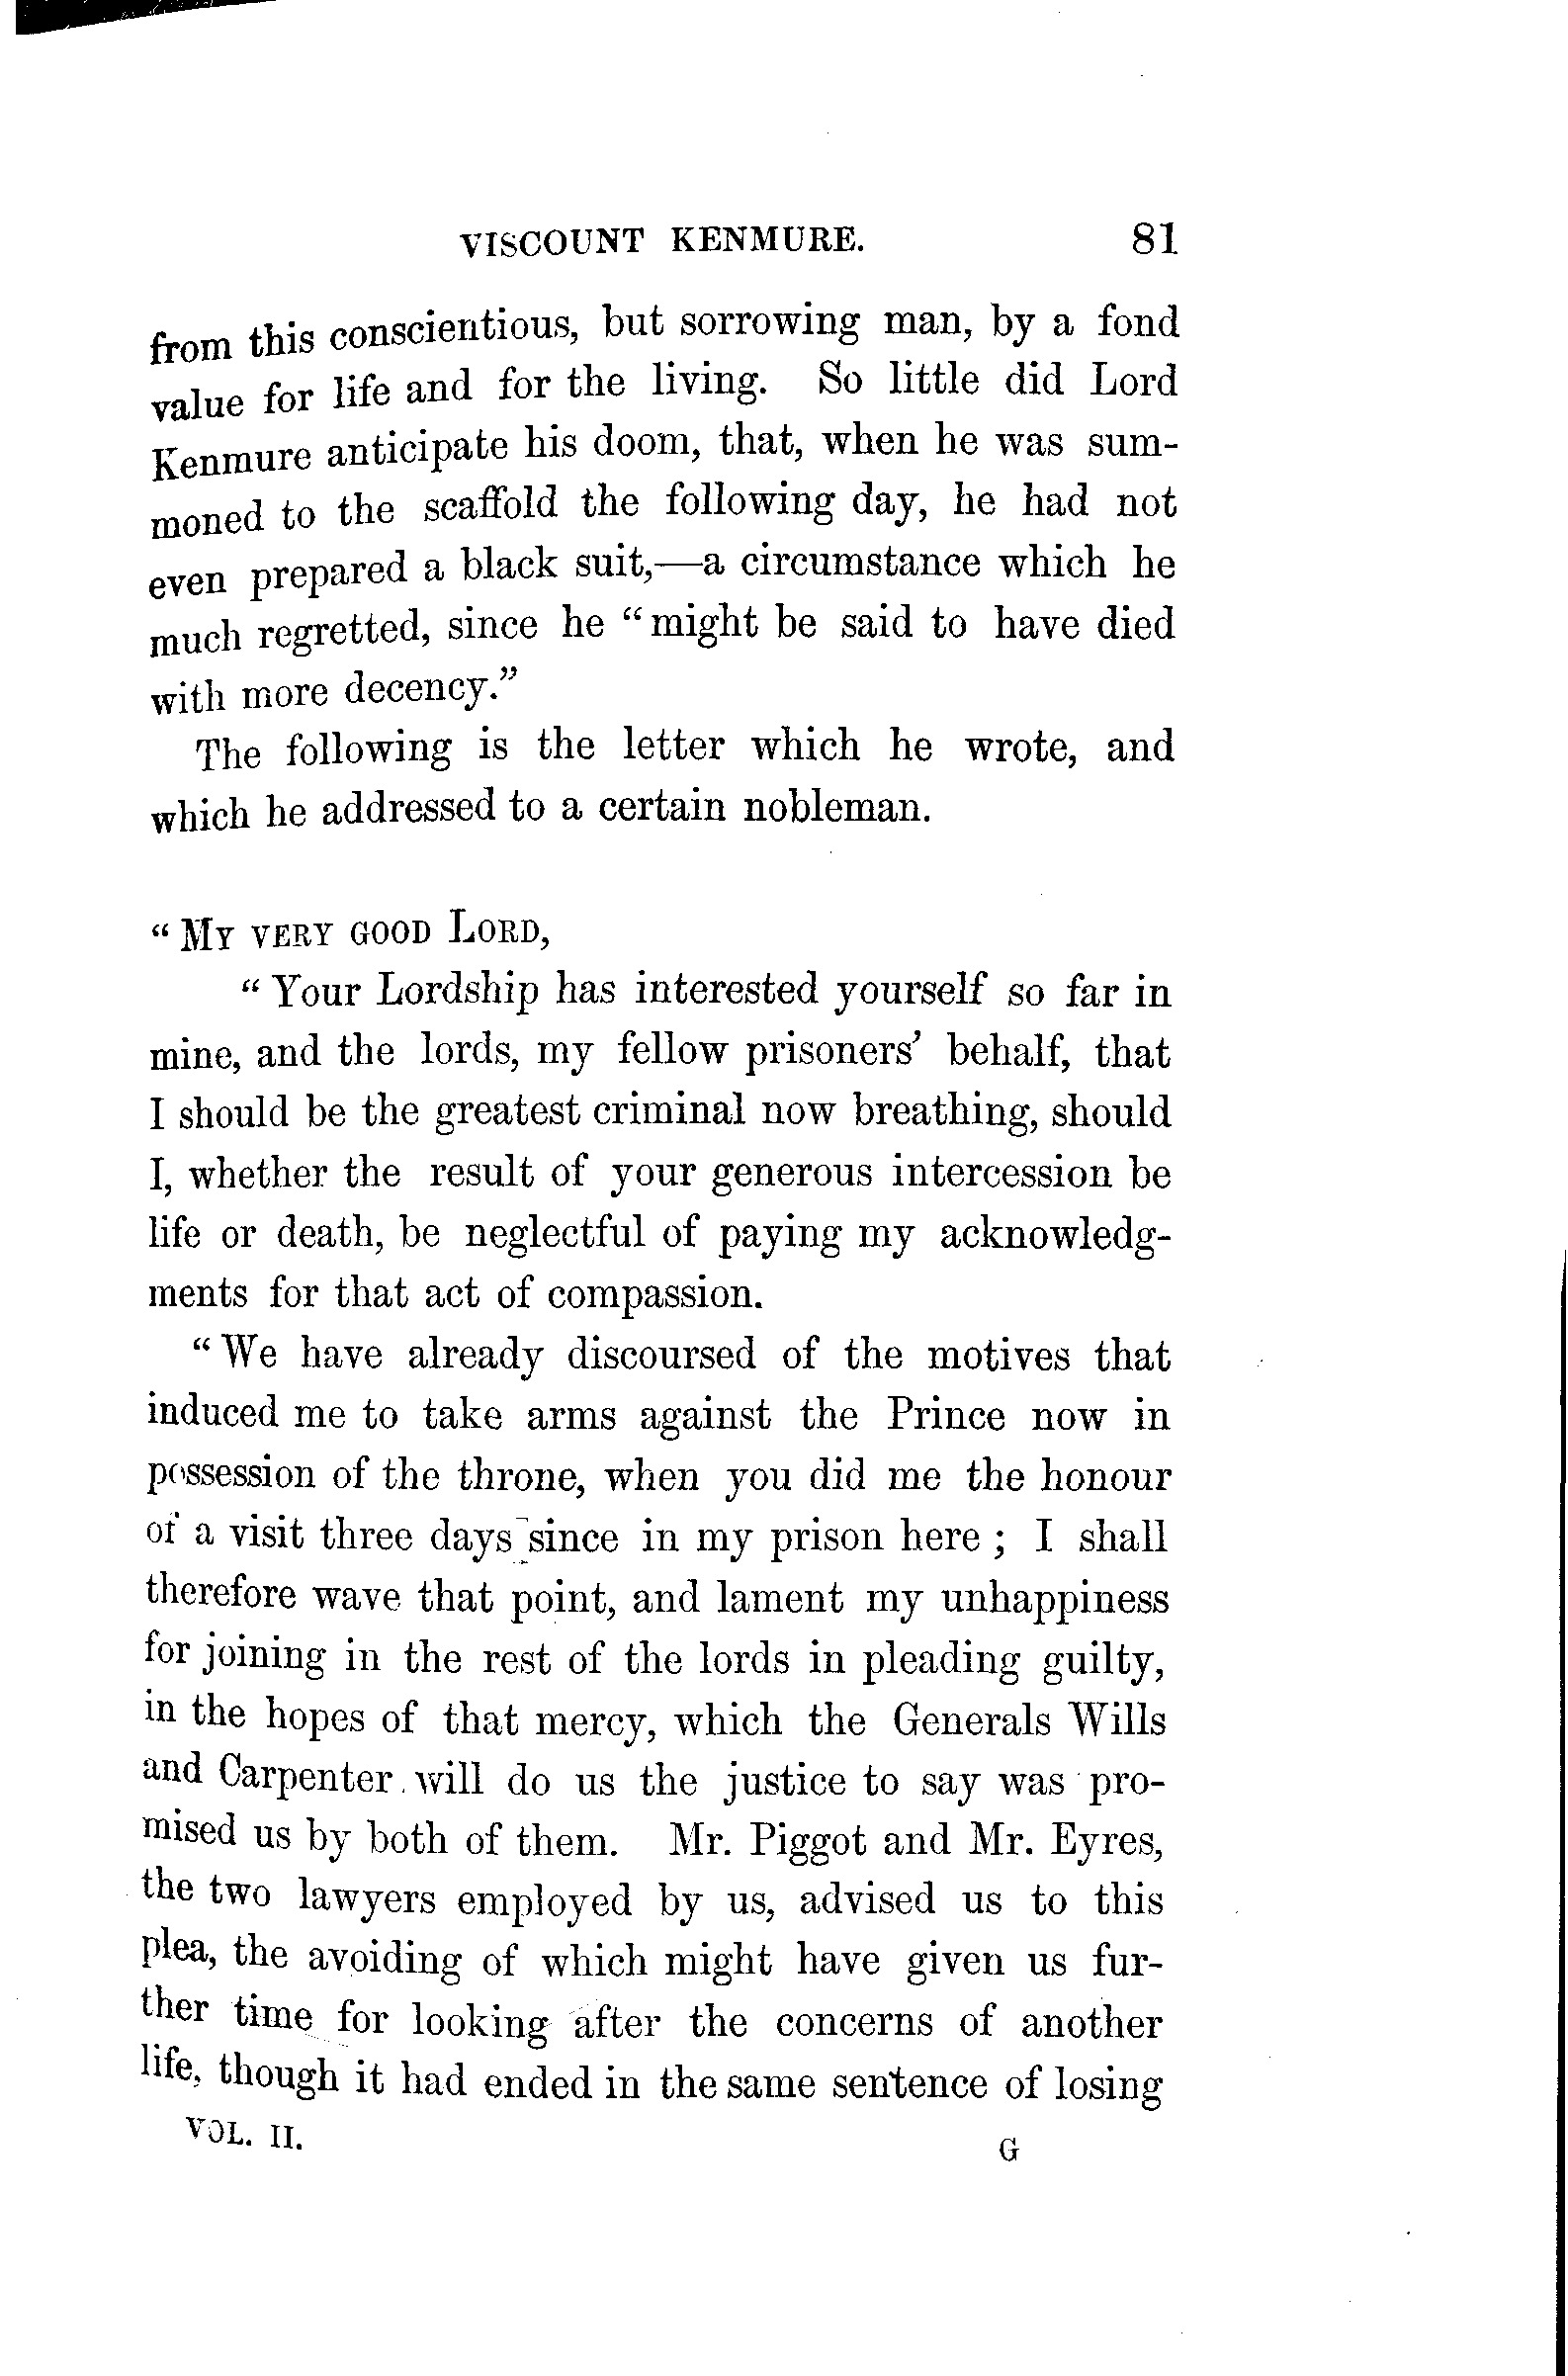 VISCOUNT KENMURE. 81
from this conscientious, but sorrowing man, by a fond
value for life and for the living. So little did Lord
Kenmure anticipate his doom, that, when he was sum-
moned to the scaffold the following day, he had not
even prepared a black suit,—a circumstance which he
much regretted, since he “might be said to have died
with more decency.”
The following is the letter which he wrote, and
which he addressed to a certain nobleman.
“ My very good Lord,
“ Your Lordship has interested yourself so far in
mine, and the lords, my fellow prisoners’ behalf, that
I should be the greatest criminal now breathing, should
I, whether the result of your generous intercession be
life or death, be neglectful of paying my acknowledg-
ments for that act of compassion.
“ We have already discoursed of the motives that
induced me to take arms against the Prince now in
possession of the throne, when you did me the honour
of a visit three days since in my prison here ; I shall
therefore wave that point, and lament my unhappiness
for joining in the rest of the lords in pleading guilty,
in the hopes of that mercy, which the Generals Wills
and Carpenter will do us the justice to say was pro-
mised us by both of them. Mr. Piggot and Mr. Eyres,
the two lawyers employed by us, advised us to this
plea, the avoiding of which might have given us fur-
ther time for looking after the concerns of another
life, though it had ended in the same sentence of losing
VOL. II. G